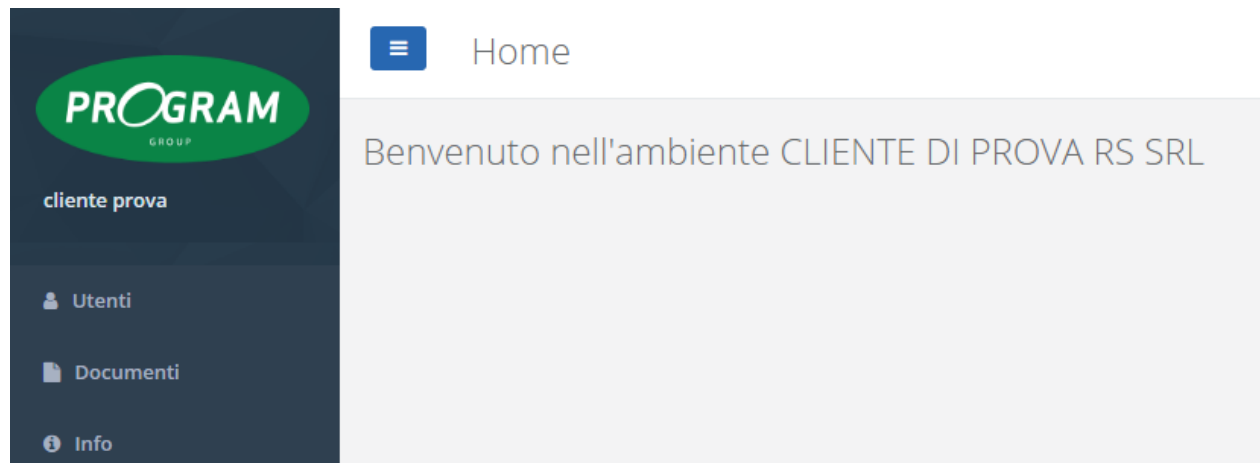 PROGRAM
GROUP
cliente prova
Utenti
Documenti
Info
Home
Benvenuto nell'ambiente CLIENTE DI PROVA RS SRL